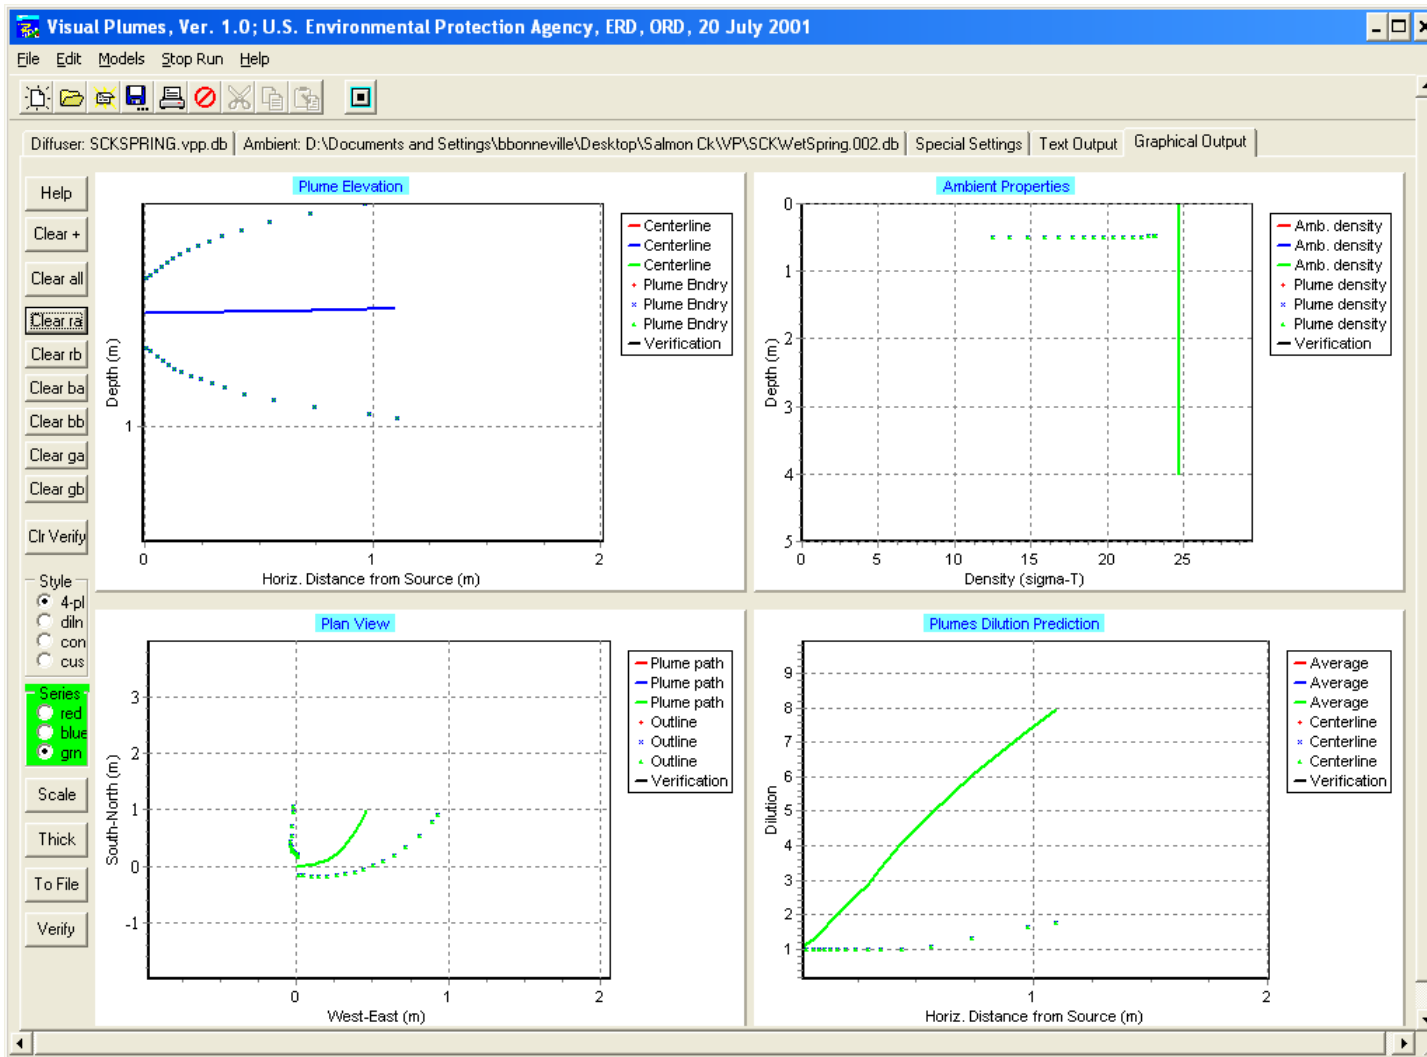 Visual Plumes, Ver. 1.0; U.S. Environmental Protection Agency, ERD, ORD, 20 July 2001
File Edit Models Stop Run Help
Diffuser: SCKSPRING.vpp.db Ambient: D:\Documents and Settings\bbonneville\Desktop\Salmon Ck\VP\SCKWetSpring.002.db Special Settings Text Output Graphical Output
Help
Clear +
Clear all
Clear ra
Clear rb
Clear ba
Clear bb
Clear ga
Clear gb
Clr Verify
Style
4-pl
diln
con
cus
Series
red
blue
grn
Scale
Thick
To File
Verify
Plume Elevation
Depth (m)
1
0 1 2
Horiz. Distance from Source (m)
Centerline
Centerline
Centerline
Plume Bndry
Plume Bndry
Plume Bndry
Verification
Ambient Properties
Depth (m)
0
1
2
3
4
5
0 5 10 15 20 25
Density (sigma-T)
Amb. density
Amb. density
Amb. density
Plume density
Plume density
Plume density
Verification
Plan View
South-North (m)
3
2
1
0
-1
0 1 2
West-East (m)
Plume path
Plume path
Plume path
Outline
Outline
Outline
Verification
Plumes Dilution Prediction
Dilution
9
8
7
6
5
4
3
2
1
1 2
Horiz. Distance from Source (m)
Average
Average
Average
Centerline
Centerline
Centerline
Verification